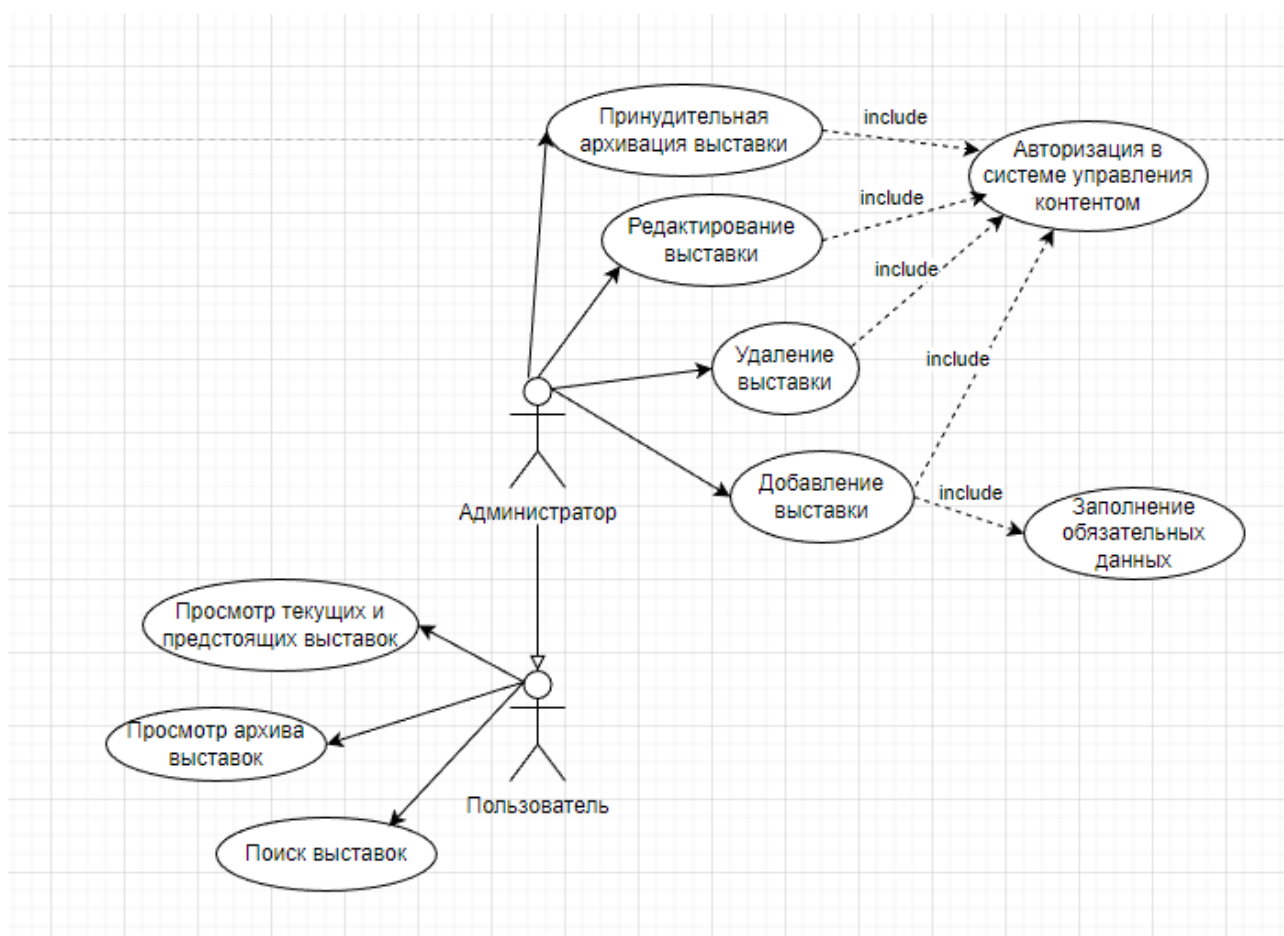 Принудительная
архивация выставки
include
Авторизация в
системе управления
контентом
Редактирование
выставки
include
include
Удаление
выставки
include
Добавление
выставки
include
Заполнение
обязательных
данных
Администратор
Просмотр текущих и
предстоящих выставок
Просмотр архива
выставок
Пользователь
Поиск выставок